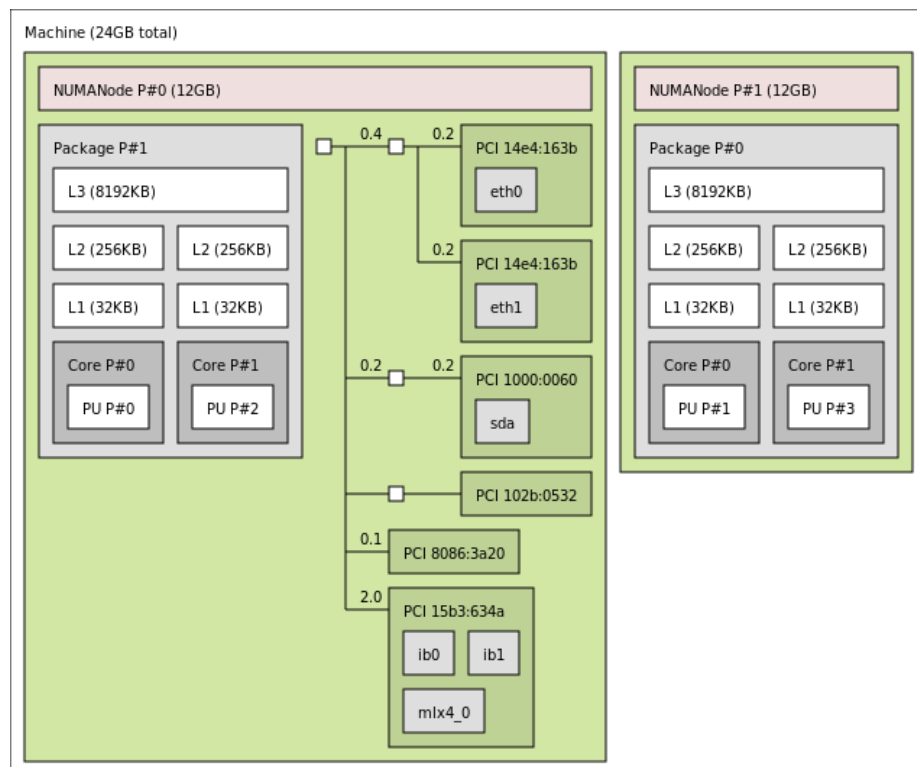 Machine (24GB total)
NUMANode P#0 (12GB)
Package P#1
L3 (8192KB)
L2 (256KB) L2 (256KB)
L1 (32KB) L1 (32KB)
Core P#0 Core P#1
PU P#0 PU P#2
0.4 0.2 PCI 14e4:163b
eth0
0.2 PCI 14e4:163b
eth1
0.2 0.2 PCI 1000:0060
sda
PCI 102b:0532
0.1 PCI 8086:3a20
2.0 PCI 15b3:634a
ib0 ib1
mlx4_0
NUMANode P#1 (12GB)
Package P#0
L3 (8192KB)
L2 (256KB) L2 (256KB)
L1 (32KB) L1 (32KB)
Core P#0 Core P#1
PU P#1 PU P#3